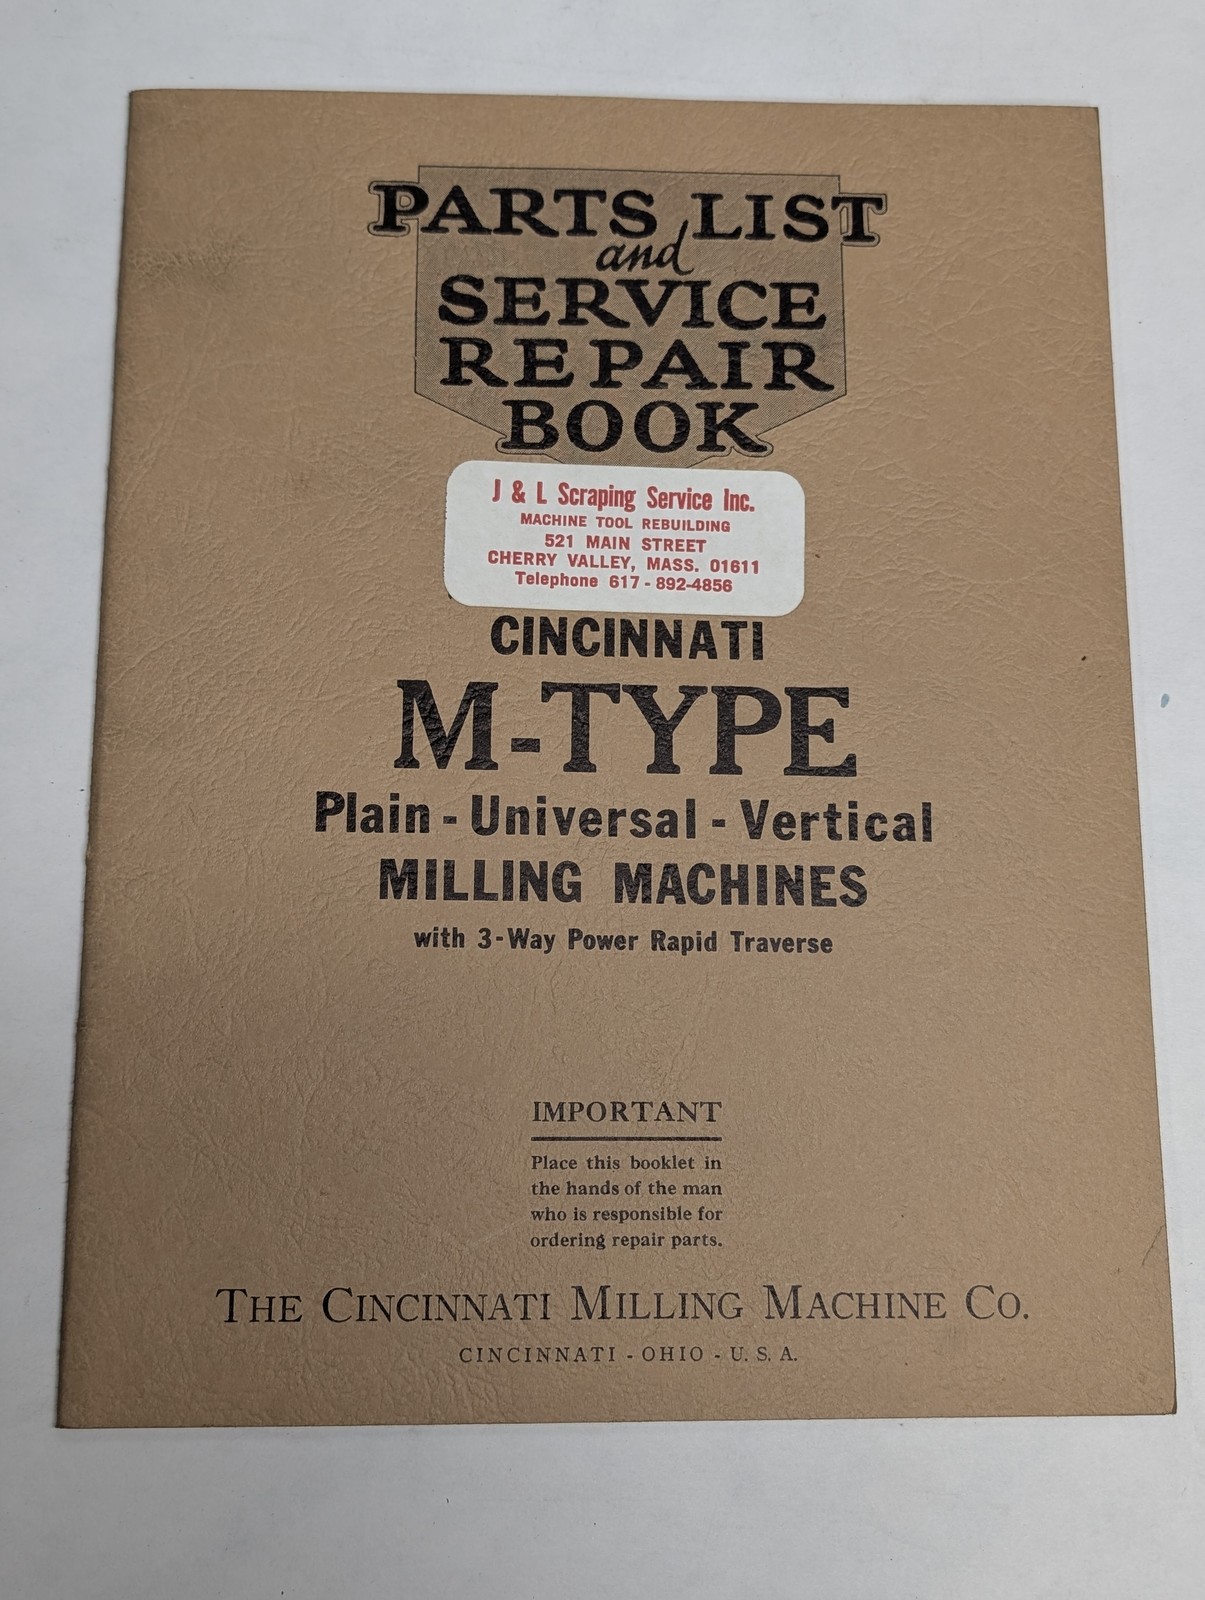 PARTS LIST
and
SERVICE
REPAIR
BOOK
J & L Scraping Service Inc.
MACHINE TOOL REBUILDING
521 MAIN STREET
CHERRY VALLEY, MASS. 01611
Telephone 617-892-4856
CINCINNATI
M-TYPE
Plain - Universal - Vertical
MILLING MACHINES
with 3-Way Power Rapid Traverse
IMPORTANT
Place this booklet in
the hands of the man
who is responsible for
ordering repair parts.
THE CINCINNATI MILLING MACHINE CO.
CINCINNATI - OHIO - U. S. A.